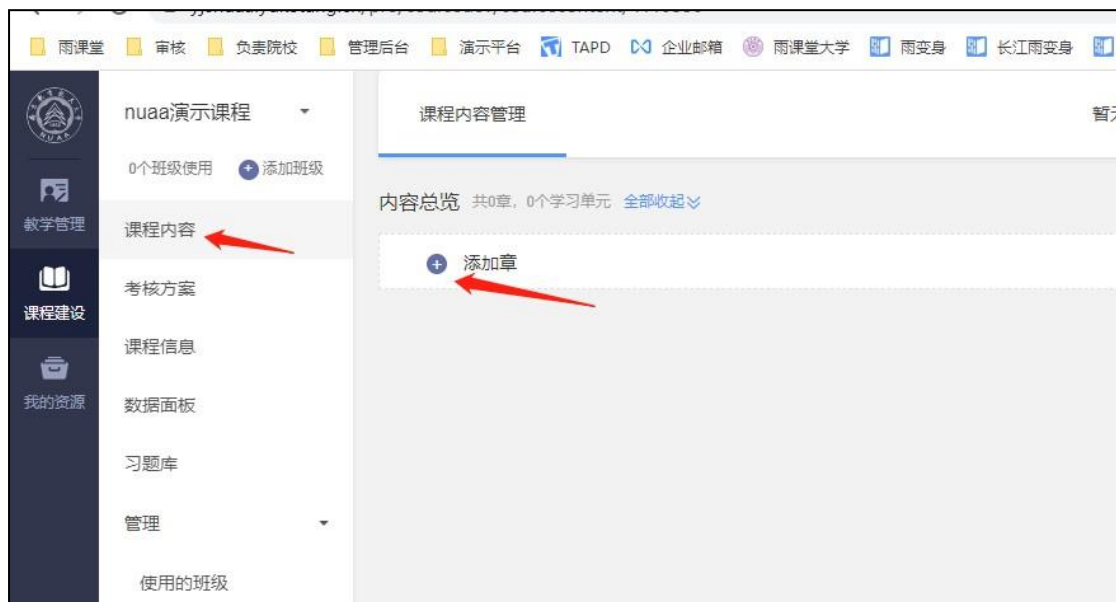 雨课堂 审核 负责院校 管理后台 演示平台 TAPD 企业邮箱 雨课堂大学 雨变身 长江雨变身
nuaa演示课程
0个班级使用 添加班级
教学管理
课程建设
我的资源
课程内容
考核方案
课程信息
数据面板
习题库
管理
使用的班级
课程内容管理
内容总览 共0章，0个学习单元 全部收起
添加章